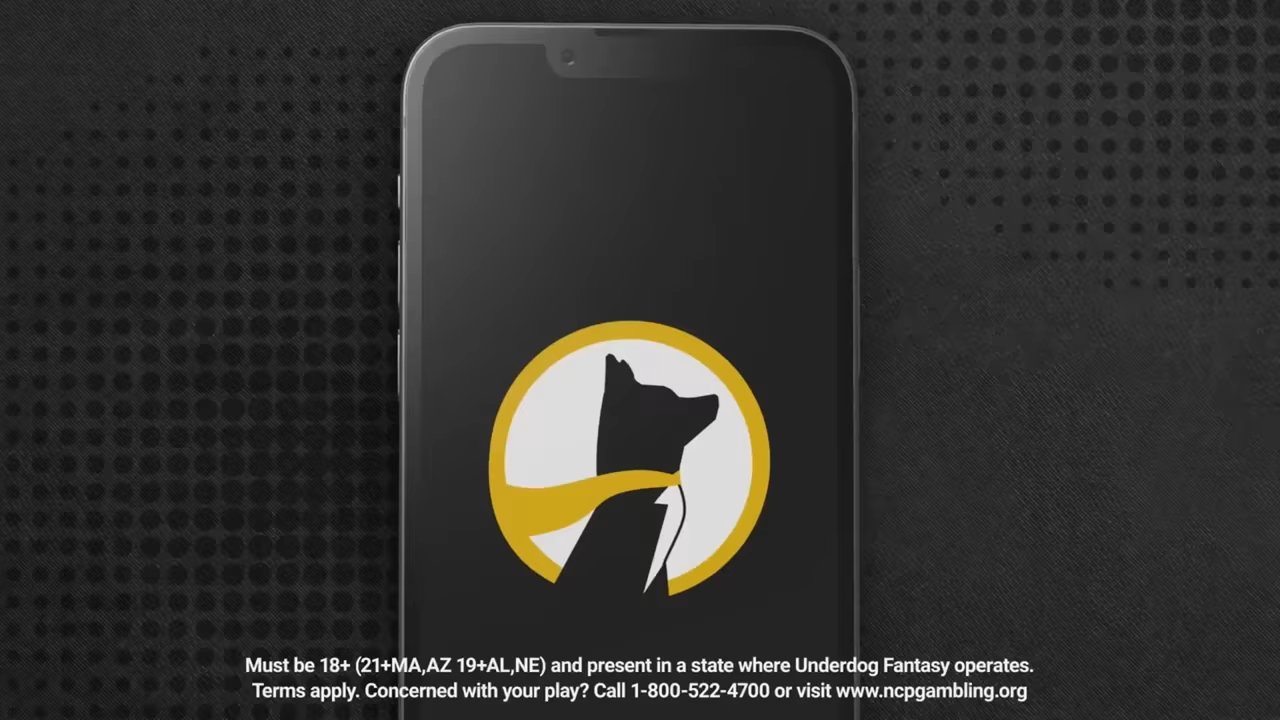 Must be 18+ (21+MA,AZ 19+AL,NE) and present in a state where Underdog Fantasy operates.
Terms apply. Concerned with your play? Call 1-800-522-4700 or visit www.ncpgambling.org